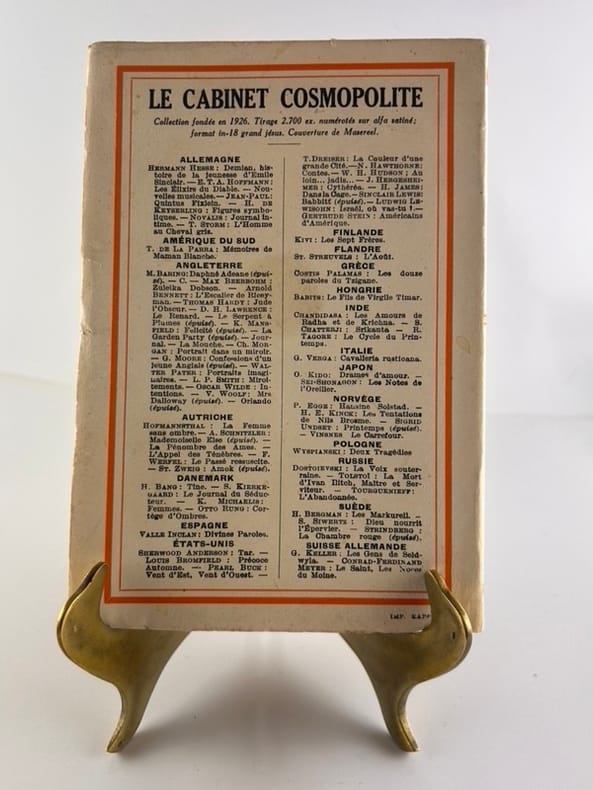 LE CABINET COSMOPOLITE
Collection fondée en 1926. Tirage 2.700 ex. numérotés sur alfa satiné;
format in-18 grand jésus. Couverture de Masereel.
ALLEMAGNE
HERMANN HESSE : Demian, his-
toire de la jeunesse d'Emile
Sinclair. — E. T. A. HOFFMANN :
Les Elixirs du Diable. — Nou-
velles musicales. — JEAN-PAUL :
Quintus Fixlein. — H. DE
KEYSERLING : Figures symbo-
liques. — NOVALIS : Journal in-
time. — T. STORM : L'Homme
au Cheval gris.
AMÉRIQUE DU SUD
T. DE LA PARRA : Mémoires de
Maman Blanche.
ANGLETERRE
M. BARING : Daphné Adeane (épui-
sé). — C. — MAX BEERBOHM :
Zuleika Dobson. — Arnold
BENNETT : L'Escalier de Ricey-
man. — THOMAS HARDY : Jude
l'Obscur. — D. H. LAWRENCE :
Le Renard. — Le Serpent à
Plumes (épuisé). — K. MANS-
FIELD : Félicité (épuisé). — La
Garden Party (épuisé). — Jour-
nal. — La Mouche. — CH. MOR-
GAN : Portrait dans un miroir.
— G. MOORE : Confessions d'un
jeune Anglais (épuisé). — WAL-
TER PATER : Portraits Imagi-
naires. — L. P. SMITH : Miroi-
tements. — OSCAR WILDE : In-
tentions. — V. WOOLF : Mrs
Dalloway (épuisé). — Orlando
(épuisé).
AUTRICHE
HOFMANNSTHAL : La Femme
sans ombre. — A. SCHNITZLER :
Mademoiselle Else (épuisé). —
La Pénombre des Ames. —
L'Appel des Ténèbres. — F.
WERFEL : Le Passé ressuscite.
— ST. ZWEIG : Amok (épuisé).
DANEMARK
H. BANG : Tine. — S. KIERKE-
GAARD : Le Journal du Séduc-
teur. — K. MICHAELIS :
Femmes. — OTTO RUNG : Cor-
tège d'Ombres.
ESPAGNE
VALLE INCLAN : Divines Paroles.
ÉTATS-UNIS
SHERWOOD ANDERSON : Tar. —
LOUIS BROMFIELD : Précoce
Automne. — PEARL BUCK :
Vent d'Est, Vent d'Ouest. —
T. DREISER : La Couleur d'une
grande Cité. — N. HAWTHORNE :
Contes. — W. H. HUDSON : Au
loin... jadis... — J. HERGESHEI-
MER : Cythéréa. — H. JAMES :
Dans la Cage. — SINCLAIR LEWIS :
Babbitt (épuisé). — LUDWIG LE-
WISOHN : Israël, où vas-tu ? —
GERTRUDE STEIN : Américains
d'Amérique.
FINLANDE
KIVI : Les Sept Frères.
FLANDRE
ST. STREUVELS : L'Août.
GRÈCE
COSTIS PALAMAS : Les douze
paroles du Tzigane.
HONGRIE
BABITS : Le Fils de Virgile Timar.
INDE
CHANDIDASA : Les Amours de
Radha et de Krichna. — S.
CHATTERJI : Srikanta — R.
TAGORE : Le Cycle du Prin-
temps.
ITALIE
G. VERGA : Cavalleria rusticana.
JAPON
O. KIDO : Drames d'amour. —
SEI-SHONAGON : Les Notes de
l'Oreiller.
NORVÈGE
P. EGGE : Hansine Solstad. —
H. E. KINCK : Les Tentations
de Nils Brosme. — SIGRID
UNDSET : Printemps (épuisé).
— VINSNES Le Carrefour.
POLOGNE
WYSPIANSKI : Deux Tragédies
RUSSIE
DOSTOIEVSKI : La Voix souter-
raine. — TOLSTOÏ : La Mort
d'Ivan Ilitch, Maître et Ser-
viteur. — TOURGUENIEFF :
L'Abandonnée.
SUÈDE
H. BERGMAN : Les Markurell. —
S. SIWERTZ : Dieu nourrit
l'Épervier. — STRINDBERG :
La Chambre rouge (épuisé).
SUISSE ALLEMANDE
G. KELLER : Les Gens de Seld-
wyla. — CONRAD-FERDINAND
MEYER : Le Saint, Les Noces
du Moine.
IMP.